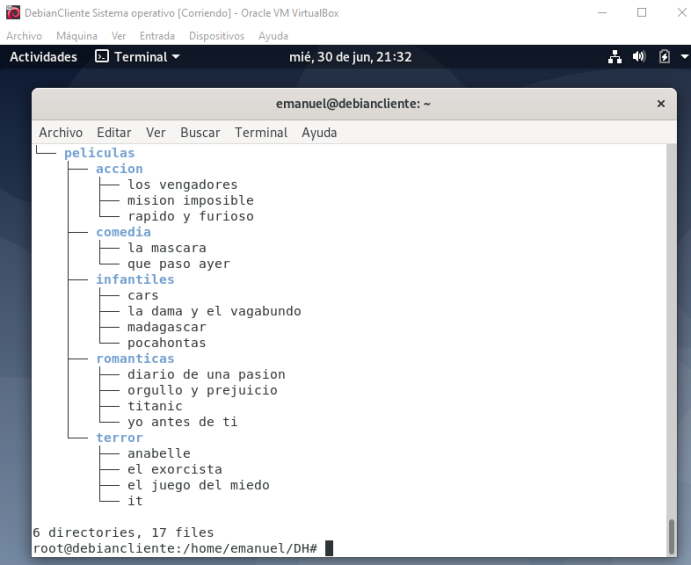 DebianCliente Sistema operativo [Corriendo] - Oracle VM VirtualBox
Archivo Máquina Ver Entrada Dispositivos Ayuda
Actividades Terminal mié, 30 de jun, 21:32
emanuel@debiancliente: ~
Archivo Editar Ver Buscar Terminal Ayuda
└── peliculas
├── accion
│   ├── los vengadores
│   ├── mision imposible
│   └── rapido y furioso
├── comedia
│   ├── la mascara
│   └── que paso ayer
├── infantiles
│   ├── cars
│   ├── la dama y el vagabundo
│   ├── madagascar
│   └── pocahontas
├── romanticas
│   ├── diario de una pasion
│   ├── orgullo y prejuicio
│   ├── titanic
│   └── yo antes de ti
└── terror
├── anabelle
├── el exorcista
├── el juego del miedo
└── it
6 directories, 17 files
root@debiancliente:/home/emanuel/DH#